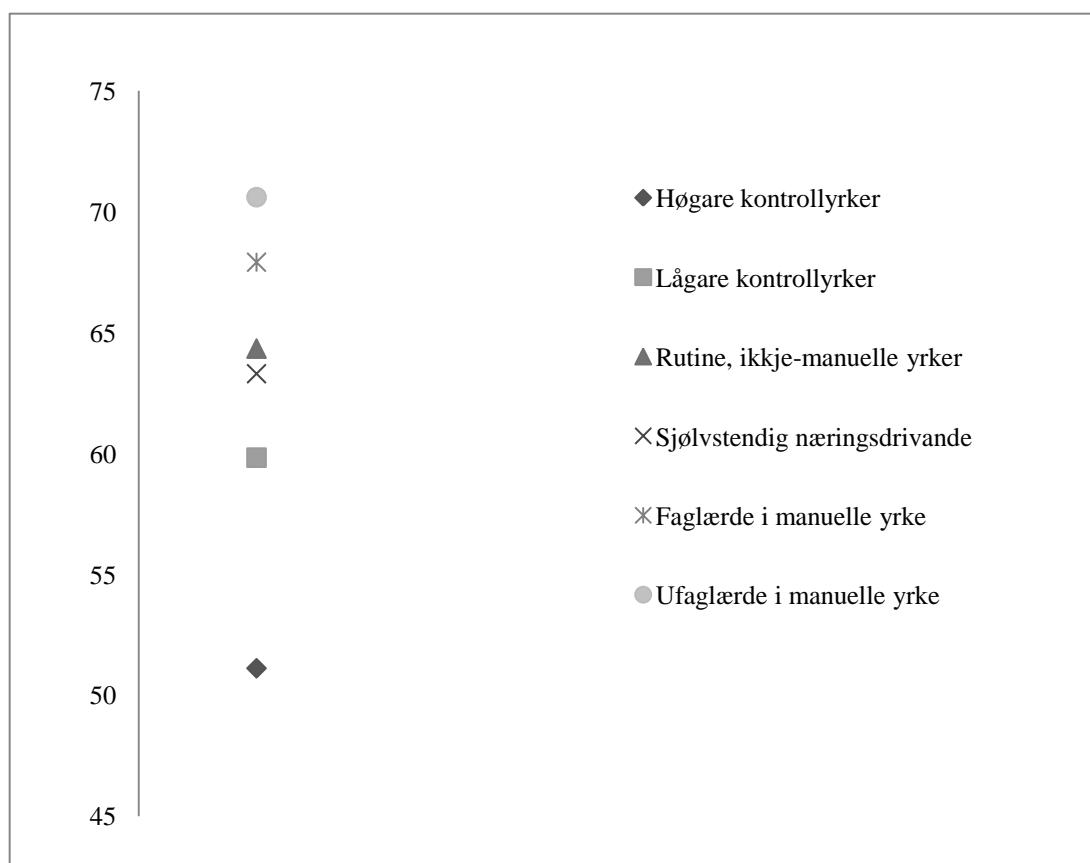 75
70
65
60
55
50
45
Høgare kontrollyrker
Lågare kontrollyrker
Rutine, ikkje-manuelle yrker
Sjølvstendig næringsdrivande
Faglærde i manuelle yrke
Ufaglærde i manuelle yrke